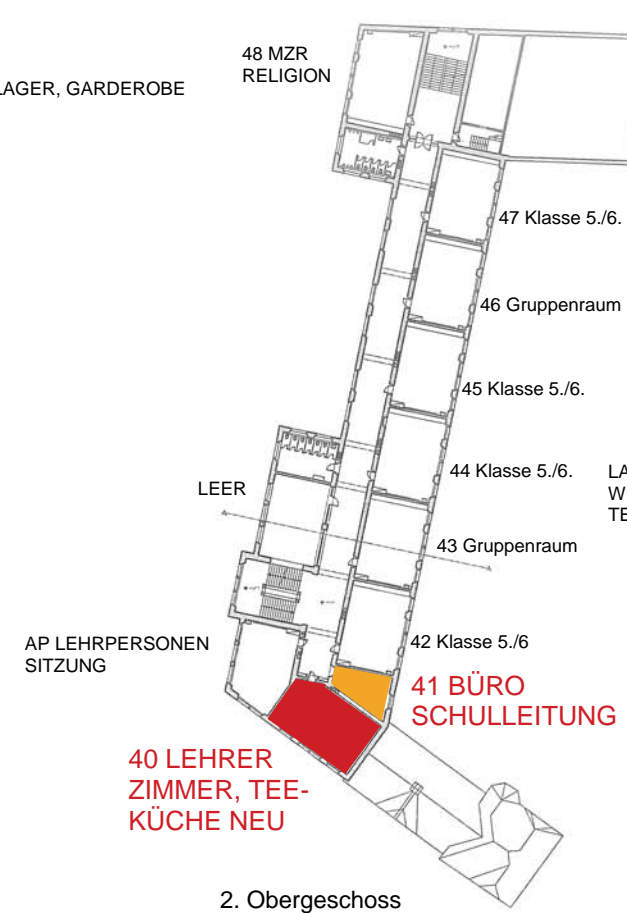 48 MZR
RELIGION
LAGER, GARDEROBE
47 Klasse 5./6.
46 Gruppenraum
45 Klasse 5./6.
44 Klasse 5./6.
LA
W
TE
LEER
43 Gruppenraum
AP LEHRPERSONEN
SITZUNG
42 Klasse 5./6
41 BÜRO
SCHULLEITUNG
40 LEHRER
ZIMMER, TEE-
KÜCHE NEU
2. Obergeschoss